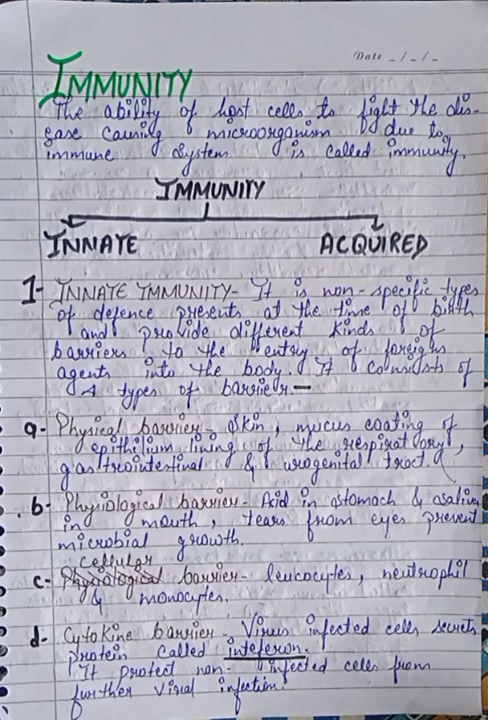 Date _/_/_
IMMUNITY
The ability of host cells to fight the dis-
ease causing microorganism due to
immune system is called immunity.
IMMUNITY
INNATE ACQUIRED
1- INNATE IMMUNITY- It is non-specific types
of defence presents at the time of birth
and provide different kinds of
barriers to the entry of foreign
agents into the body. It consists of
4 types of barrier.—
a- Physical barrier- Skin, mucus coating of
epithilium lining of the respiratory,
gastrointestinal & urogenital tract.
b- Physiological barrier- Acid in stomach & saliva
in mouth, tears from eyes prevent
microbial growth.
cellular
c- Physiological barrier- leucocytes, neutrophil
& monocytes.
d- Cytokine barrier- Virus infected cells secrets
protein called inteferon.
It protect non-infected cells from
further viral infection.